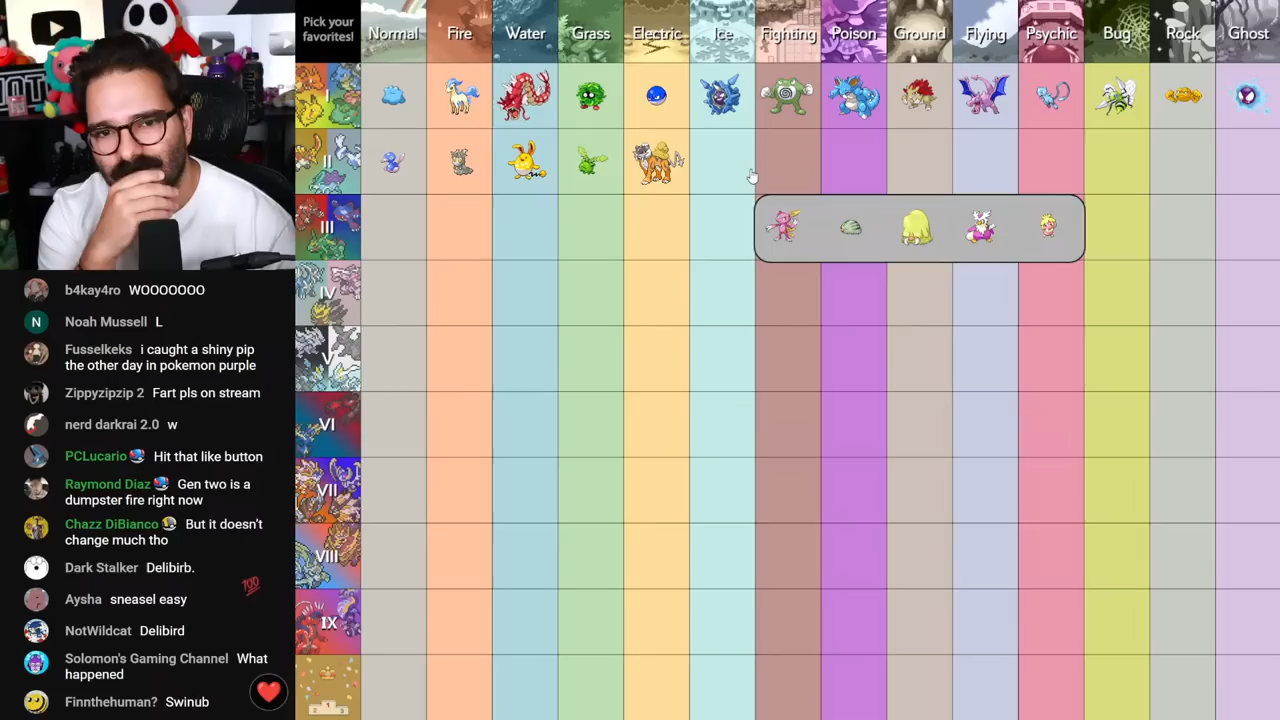 Pick your
favorites!
Normal
Fire
Water
Grass
Electric
Ice
Fighting
Poison
Ground
Flying
Psychic
Bug
Rock
Ghost
I
II
III
IV
V
VI
VII
VIII
IX
b4kay4ro WOOOOOOO
N
Noah Mussell L
Fusselkeks i caught a shiny pip
the other day in pokemon purple
Zippyzipzip 2 Fart pls on stream
nerd darkrai 2.0 w
PCLucario Hit that like button
Raymond Diaz Gen two is a
dumpster fire right now
Chazz DiBianco But it doesn't
change much tho
Dark Stalker Delibirb.
100
Aysha sneasel easy
NotWildcat Delibird
Solomon's Gaming Channel What
happened
Finnthehuman? Swinub